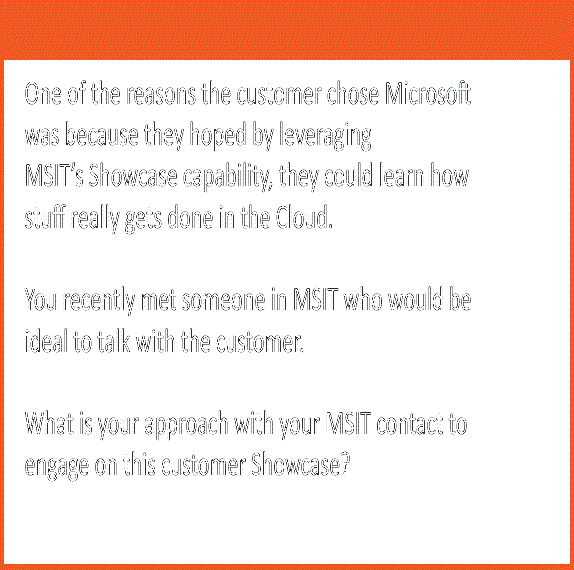 One of the reasons the customer chose Microsoft
was because they hoped by leveraging
MSIT's Showcase capability, they could learn how
stuff really gets done in the Cloud.
You recently met someone in MSIT who would be
ideal to talk with the customer.
What is your approach with your MSIT contact to
engage on this customer Showcase?